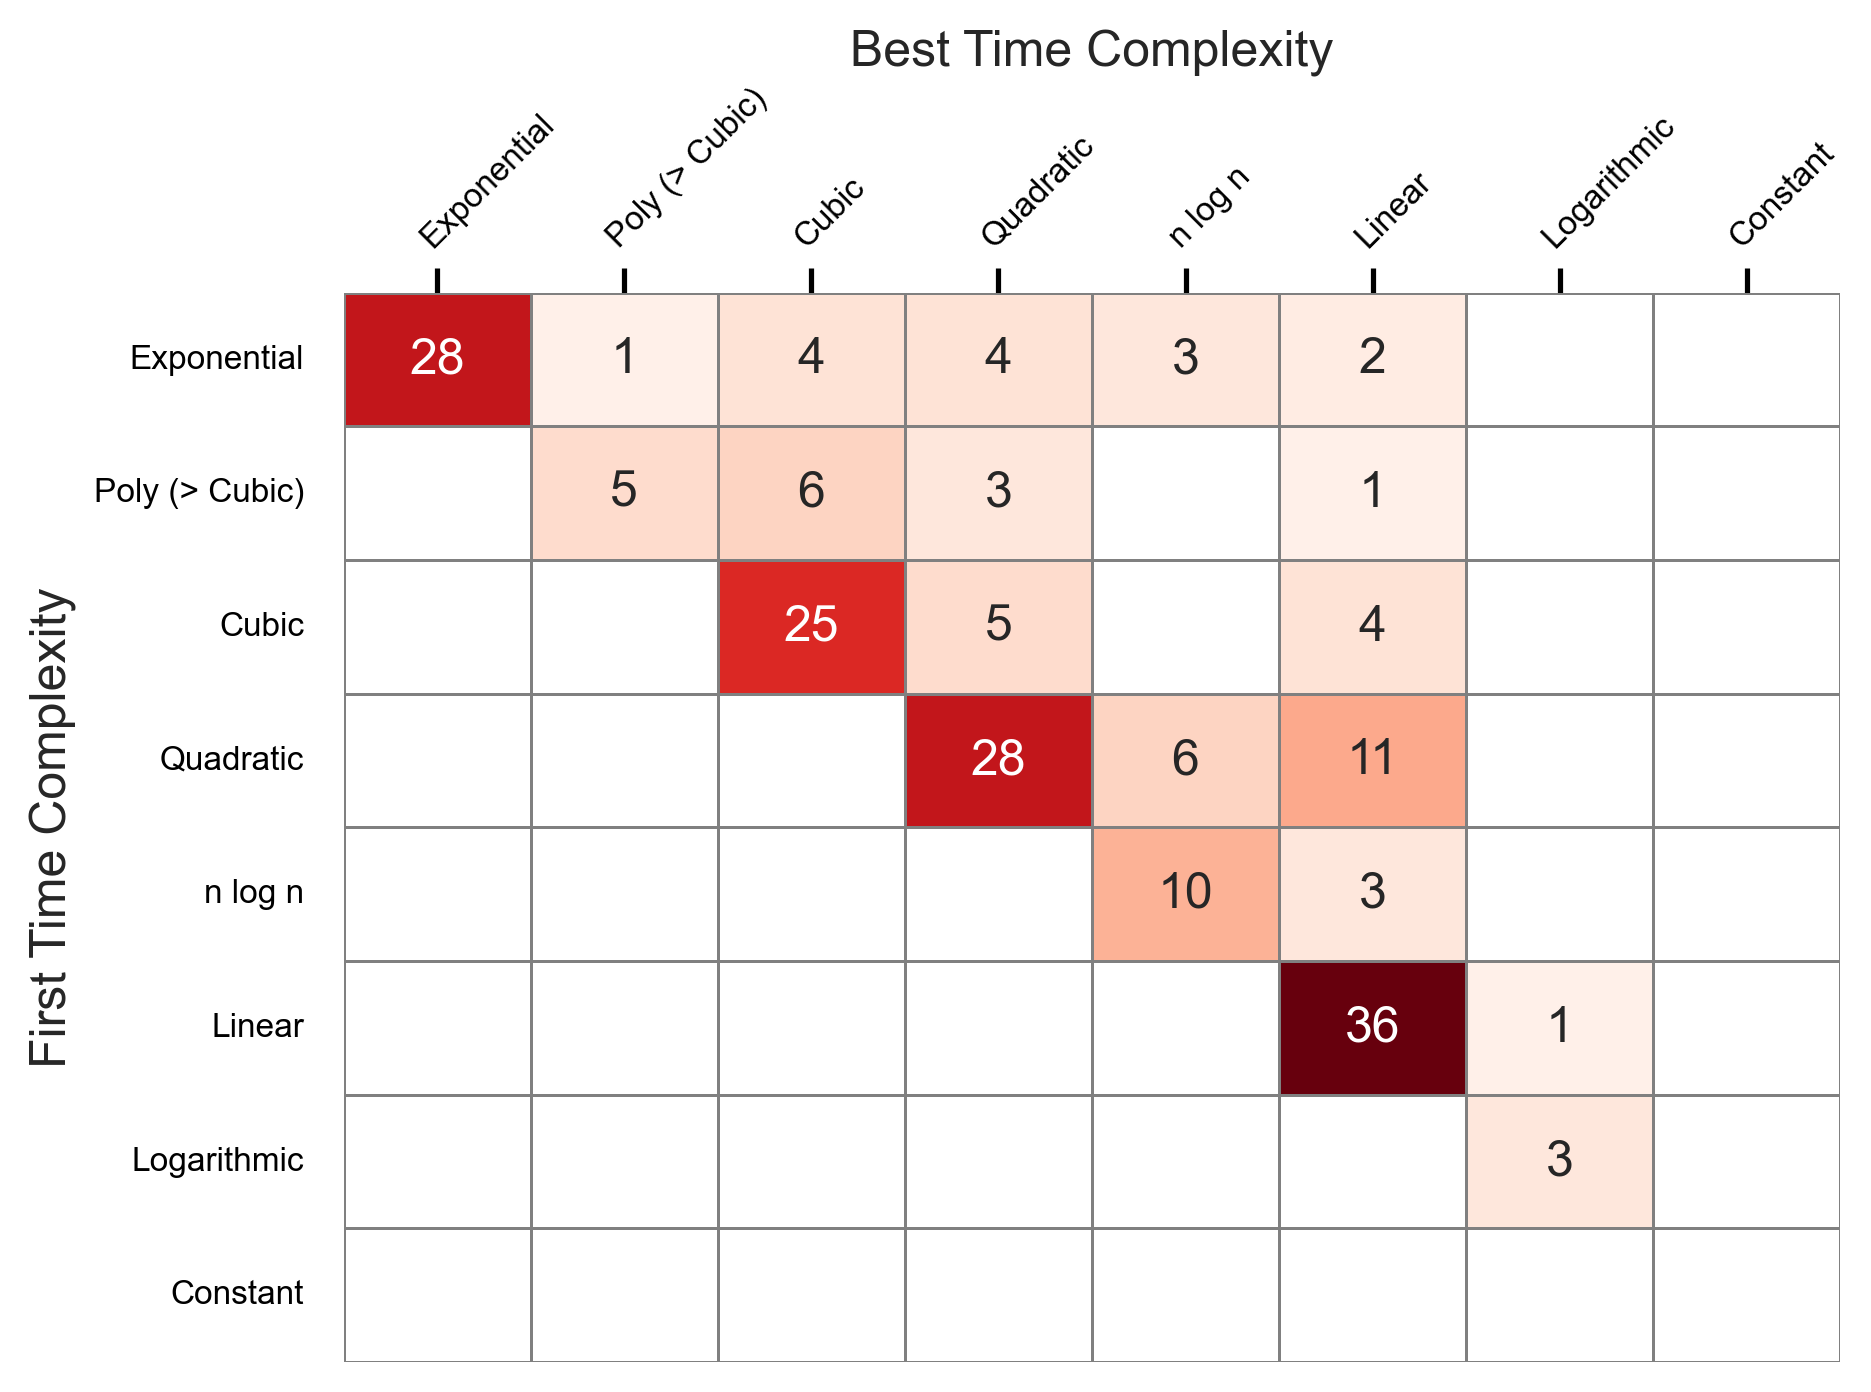 Best Time Complexity
Exponential
Poly (> Cubic)
Cubic
Quadratic
n log n
Linear
Logarithmic
Constant
First Time Complexity
Exponential 28 1 4 4 3 2
Poly (> Cubic) 5 6 3 1
Cubic 25 5 4
Quadratic 28 6 11
n log n 10 3
Linear 36 1
Logarithmic 3
Constant